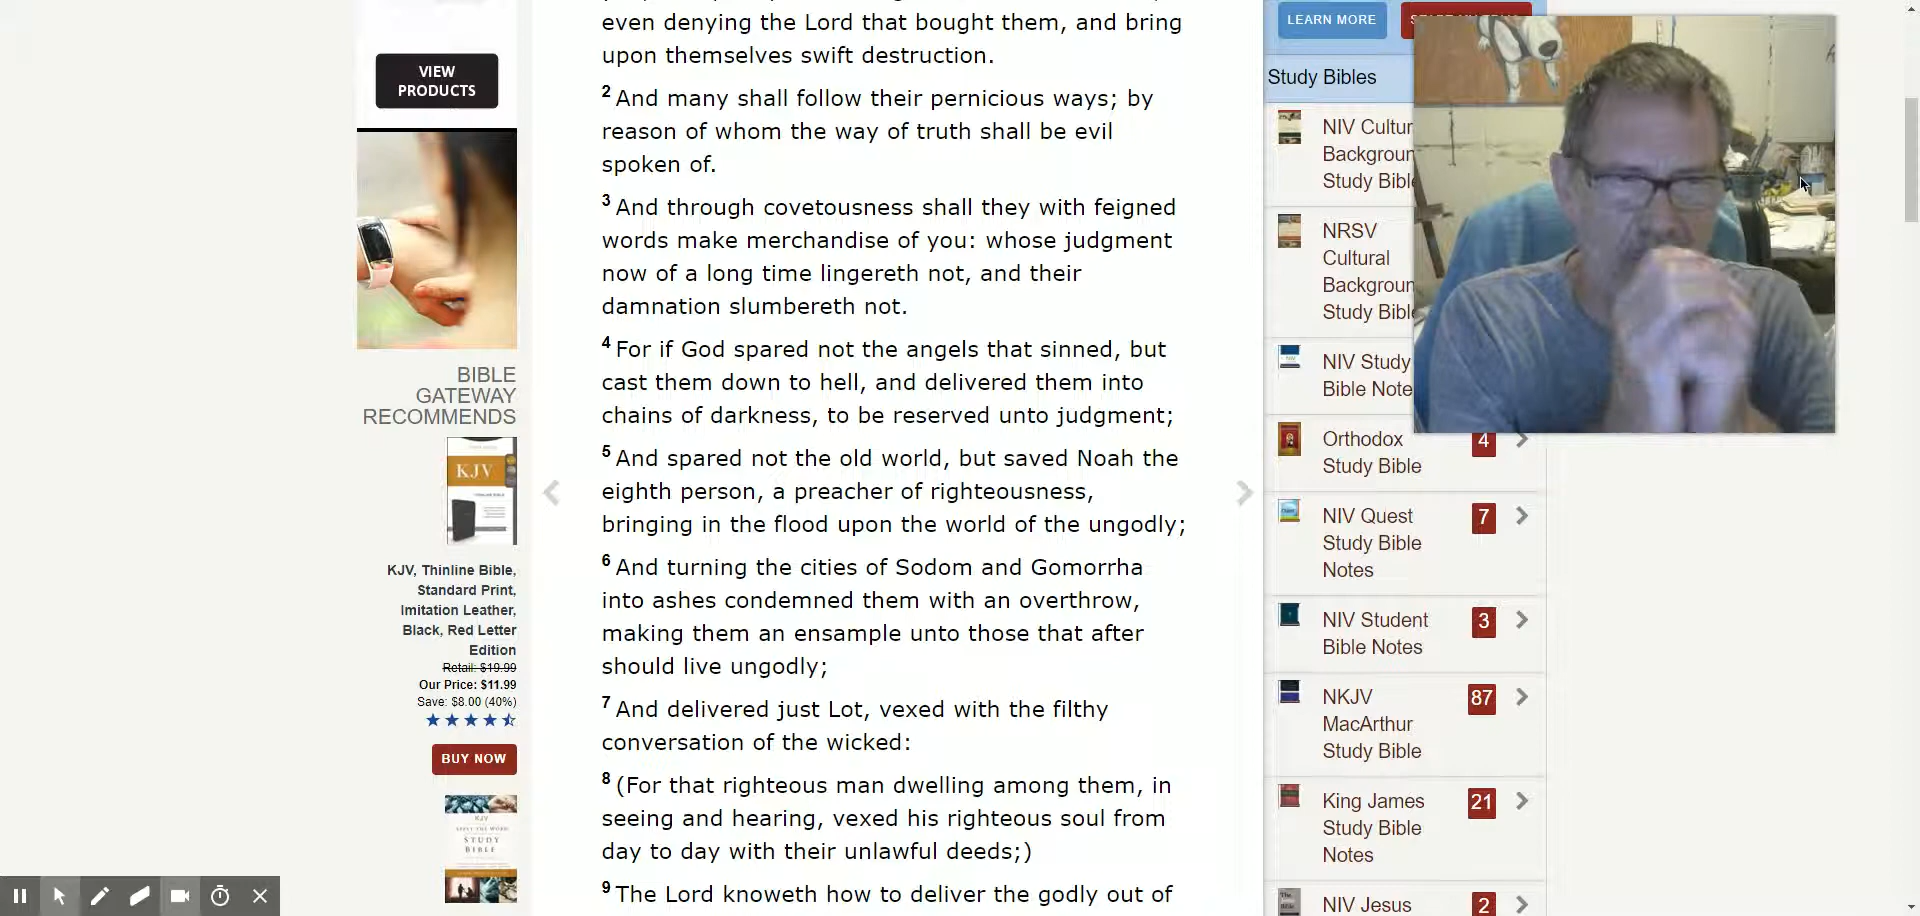 VIEW
PRODUCTS
BIBLE
GATEWAY
RECOMMENDS
KJV
KJV, Thinline Bible,
Standard Print,
Imitation Leather,
Black, Red Letter
Edition
Retail: $19.99
Our Price: $11.99
Save: $8.00 (40%)
BUY NOW
KJV
STUDY
BIBLE
even denying the Lord that bought them, and bring
upon themselves swift destruction.
2 And many shall follow their pernicious ways; by
reason of whom the way of truth shall be evil
spoken of.
3 And through covetousness shall they with feigned
words make merchandise of you: whose judgment
now of a long time lingereth not, and their
damnation slumbereth not.
4 For if God spared not the angels that sinned, but
cast them down to hell, and delivered them into
chains of darkness, to be reserved unto judgment;
5 And spared not the old world, but saved Noah the
eighth person, a preacher of righteousness,
bringing in the flood upon the world of the ungodly;
6 And turning the cities of Sodom and Gomorrha
into ashes condemned them with an overthrow,
making them an ensample unto those that after
should live ungodly;
7 And delivered just Lot, vexed with the filthy
conversation of the wicked:
8 (For that righteous man dwelling among them, in
seeing and hearing, vexed his righteous soul from
day to day with their unlawful deeds;)
9 The Lord knoweth how to deliver the godly out of
LEARN MORE
Study Bibles
NIV Cultur
Backgroun
Study Bible
NRSV
Cultural
Backgroun
Study Bible
NIV Study
Bible Note
Orthodox 4
Study Bible
NIV Quest 7
Study Bible
Notes
NIV Student 3
Bible Notes
NKJV 87
MacArthur
Study Bible
King James 21
Study Bible
Notes
NIV Jesus 2